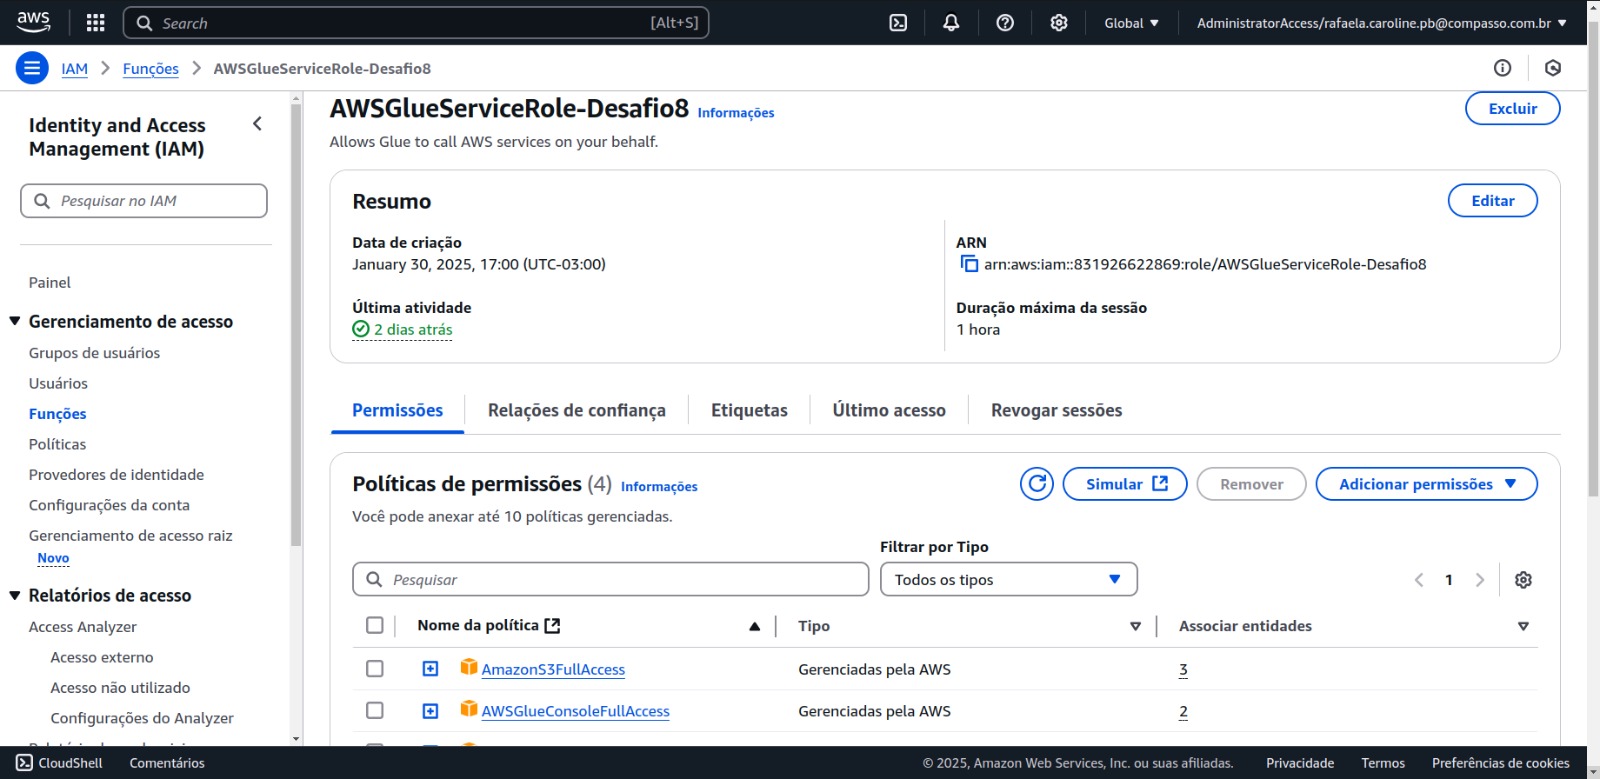 aws
Search
[Alt+S]
Global
AdministratorAccess/rafaela.caroline.pb@compasso.com.br
IAM
Funções
AWSGlueServiceRole-Desafio8
Identity and Access
Management (IAM)
Pesquisar no IAM
Painel
Gerenciamento de acesso
Grupos de usuários
Usuários
Funções
Políticas
Provedores de identidade
Configurações da conta
Gerenciamento de acesso raiz
Novo
Relatórios de acesso
Access Analyzer
Acesso externo
Acesso não utilizado
Configurações do Analyzer
AWSGlueServiceRole-Desafio8 Informações
Excluir
Allows Glue to call AWS services on your behalf.
Resumo
Editar
Data de criação
January 30, 2025, 17:00 (UTC-03:00)
ARN
arn:aws:iam::831926622869:role/AWSGlueServiceRole-Desafio8
Última atividade
2 dias atrás
Duração máxima da sessão
1 hora
Permissões
Relações de confiança
Etiquetas
Último acesso
Revogar sessões
Políticas de permissões (4) Informações
Simular
Remover
Adicionar permissões
Você pode anexar até 10 políticas gerenciadas.
Filtrar por Tipo
Pesquisar
Todos os tipos
1
Nome da política
Tipo
Associar entidades
AmazonS3FullAccess
Gerenciadas pela AWS
3
AWSGlueConsoleFullAccess
Gerenciadas pela AWS
2
CloudShell
Comentários
© 2025, Amazon Web Services, Inc. ou suas afiliadas.
Privacidade
Termos
Preferências de cookies